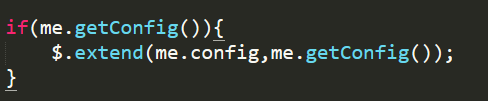 if(me.getConfig()){
    $.extend(me.config,me.getConfig());
}